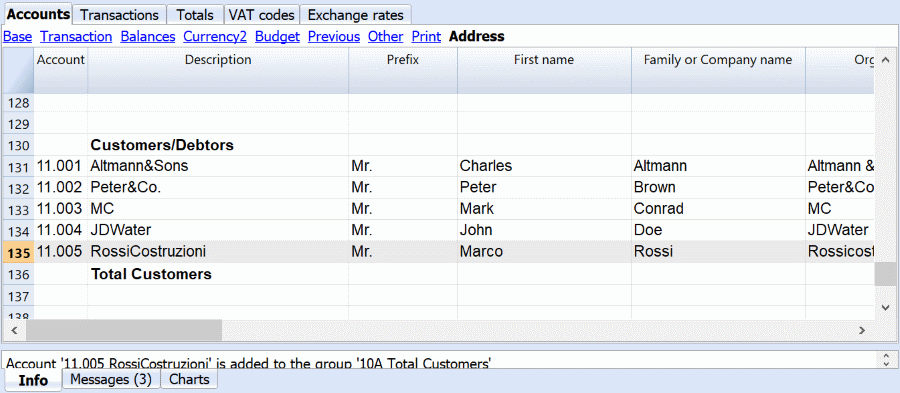 Accounts Transactions Totals VAT codes Exchange rates
Base Transaction Balances Currency2 Budget Previous Other Print Address
Account Description Prefix First name Family or Company name Org
128
129
130 Customers/Debtors
131 11.001 Altmann&Sons Mr. Charles Altmann Altmann &
132 11.002 Peter&Co. Mr. Peter Brown Peter&Co
133 11.003 MC Mr. Mark Conrad MC
134 11.004 JDWater Mr. John Doe JDWater
135 11.005 RossiCostruzioni Mr. Marco Rossi Rossicost
136 Total Customers
137
138
Account '11.005 RossiCostruzioni' is added to the group '10A Total Customers'
Info Messages (3) Charts